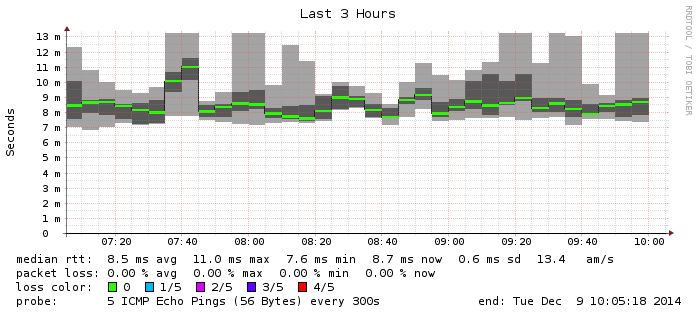 Last 3 Hours
RRDTOOL / TOBI OETIKER
Seconds
13 m
12 m
11 m
10 m
9 m
8 m
7 m
6 m
5 m
4 m
3 m
2 m
1 m
0
07:20 07:40 08:00 08:20 08:40 09:00 09:20 09:40 10:00
median rtt: 8.5 ms avg 11.0 ms max 7.6 ms min 8.7 ms now 0.6 ms sd 13.4 am/s
packet loss: 0.00 % avg 0.00 % max 0.00 % min 0.00 % now
loss color: 0 1/5 2/5 3/5 4/5
probe: 5 ICMP Echo Pings (56 Bytes) every 300s end: Tue Dec 9 10:05:18 2014